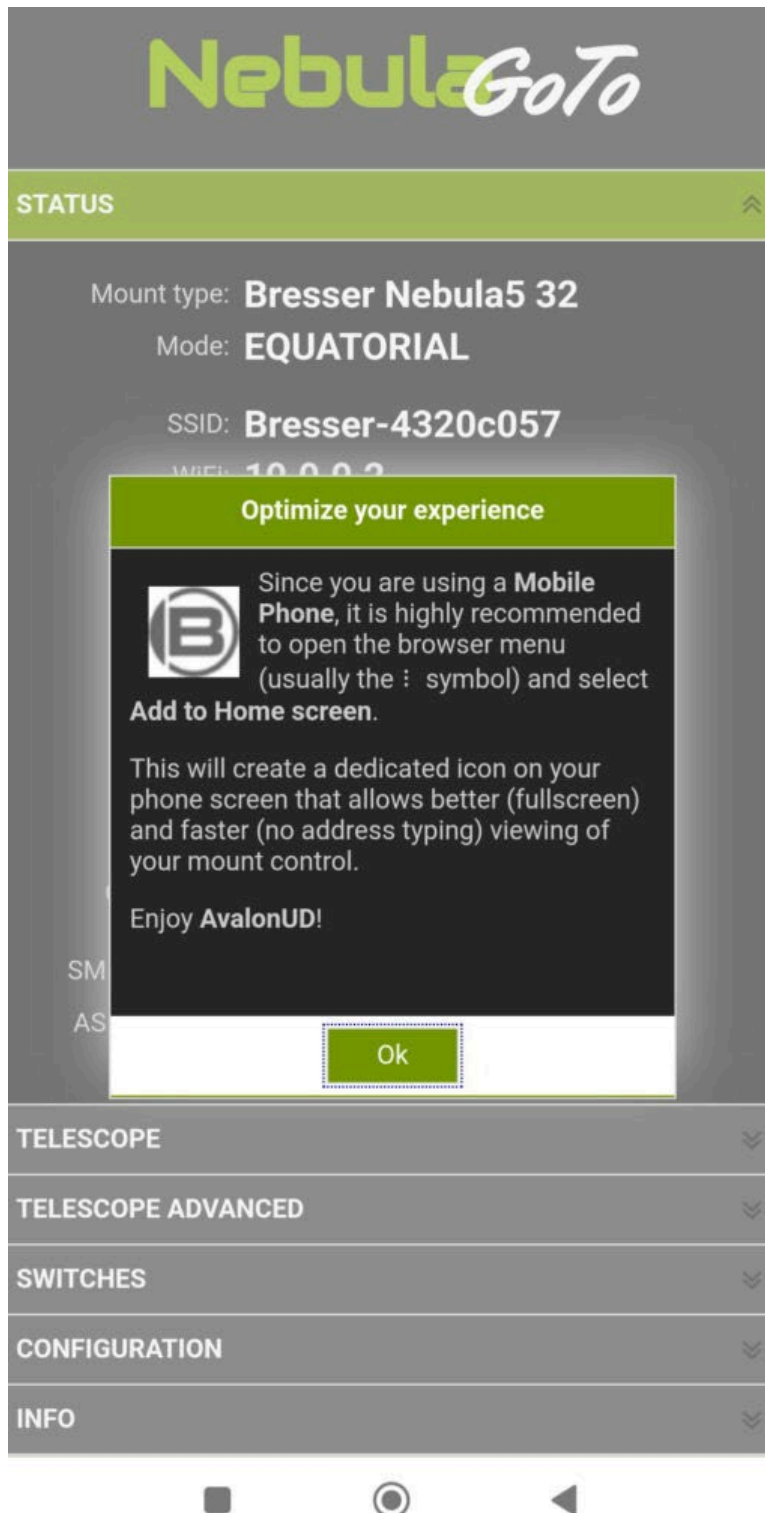 NebulaGoTo
STATUS
Mount type: Bresser Nebula5 32
Mode: EQUATORIAL
SSID: Bresser-4320c057
Optimize your experience
B
Since you are using a Mobile
Phone, it is highly recommended
to open the browser menu
(usually the ⋮ symbol) and select
Add to Home screen.
This will create a dedicated icon on your
phone screen that allows better (fullscreen)
and faster (no address typing) viewing of
your mount control.
Enjoy AvalonUD!
SM
AS
Ok
TELESCOPE
TELESCOPE ADVANCED
SWITCHES
CONFIGURATION
INFO